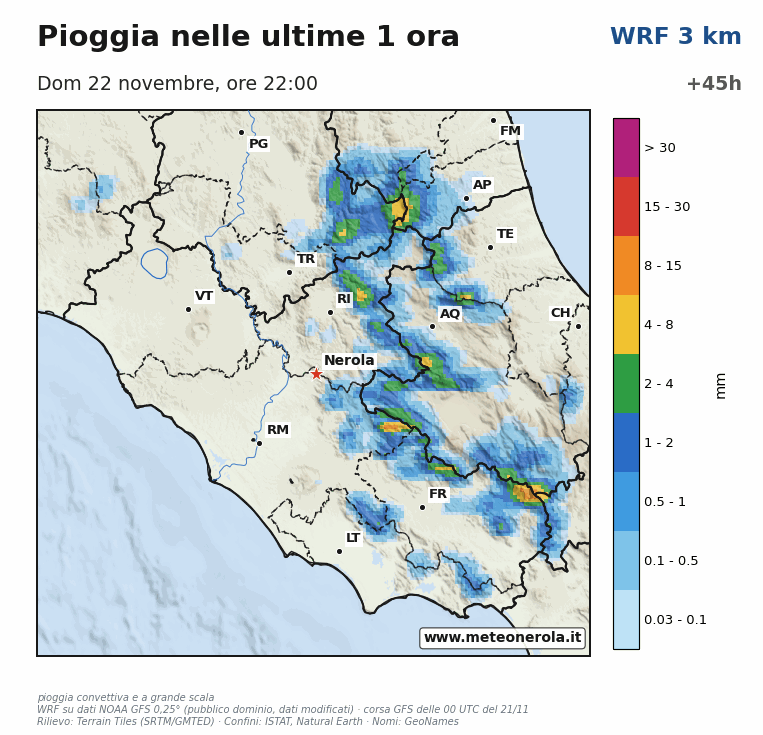 Pioggia nelle ultime 1 ora
WRF 3 km
Dom 22 novembre, ore 22:00
+45h
FM
PG
AP
TE
TR
RI
VT
AQ
CH
Nerola
RM
FR
LT
www.meteonerola.it
> 30
15 - 30
8 - 15
4 - 8
2 - 4
1 - 2
0.5 - 1
0.1 - 0.5
0.03 - 0.1
mm
pioggia convettiva e a grande scala
WRF su dati NOAA GFS 0,25° (pubblico dominio, dati modificati) · corsa GFS delle 00 UTC del 21/11
Rilievo: Terrain Tiles (SRTM/GMTED) · Confini: ISTAT, Natural Earth · Nomi: GeoNames